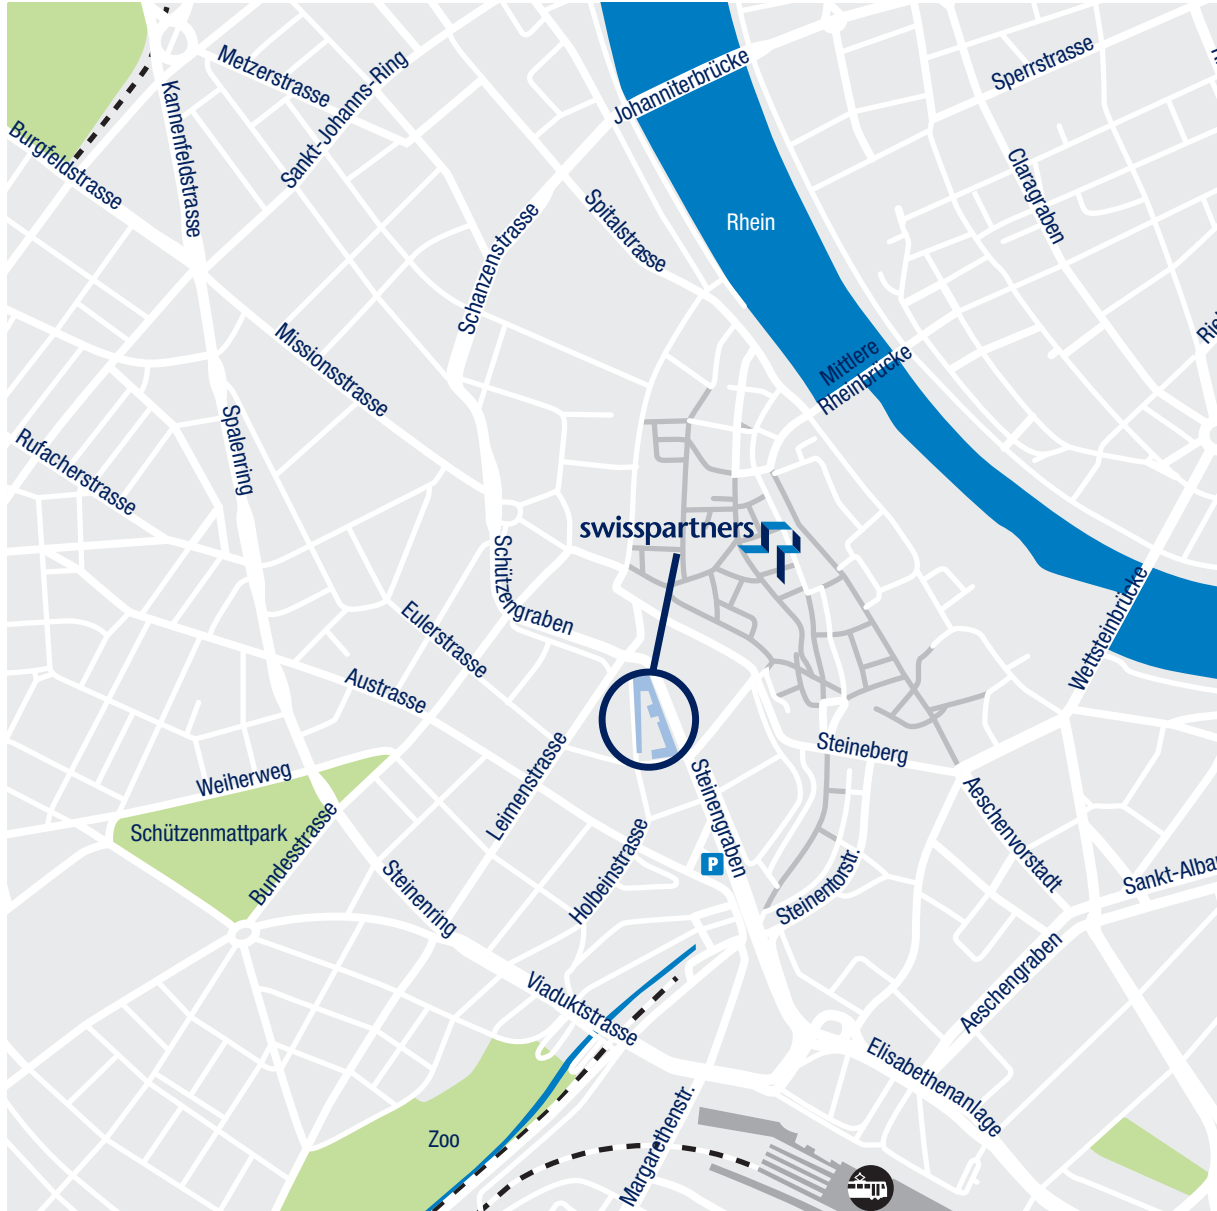 Metzerstrasse
Sankt-Johanns-Ring
Johanniterbrücke
Sperrstrasse
Kannenfeldstrasse
Burgfeldstrasse
Claragraben
Spitalstrasse
Rhein
Schanzenstrasse
Missionsstrasse
Mittlere
Rheinbrücke
Spalenring
Rufacherstrasse
swisspartners
Schützengraben
Eulerstrasse
Wettsteinbrücke
Austrasse
Steineberg
Weiherweg
Leimenstrasse
Steinengraben
Aeschenvorstadt
Schützenmattpark
Bundesstrasse
Holbeinstrasse
P
Steinentorstr.
Sankt-Alba
Steinenring
Aeschengraben
Viaduktstrasse
Elisabethenanlage
Zoo
Margarethenstr.